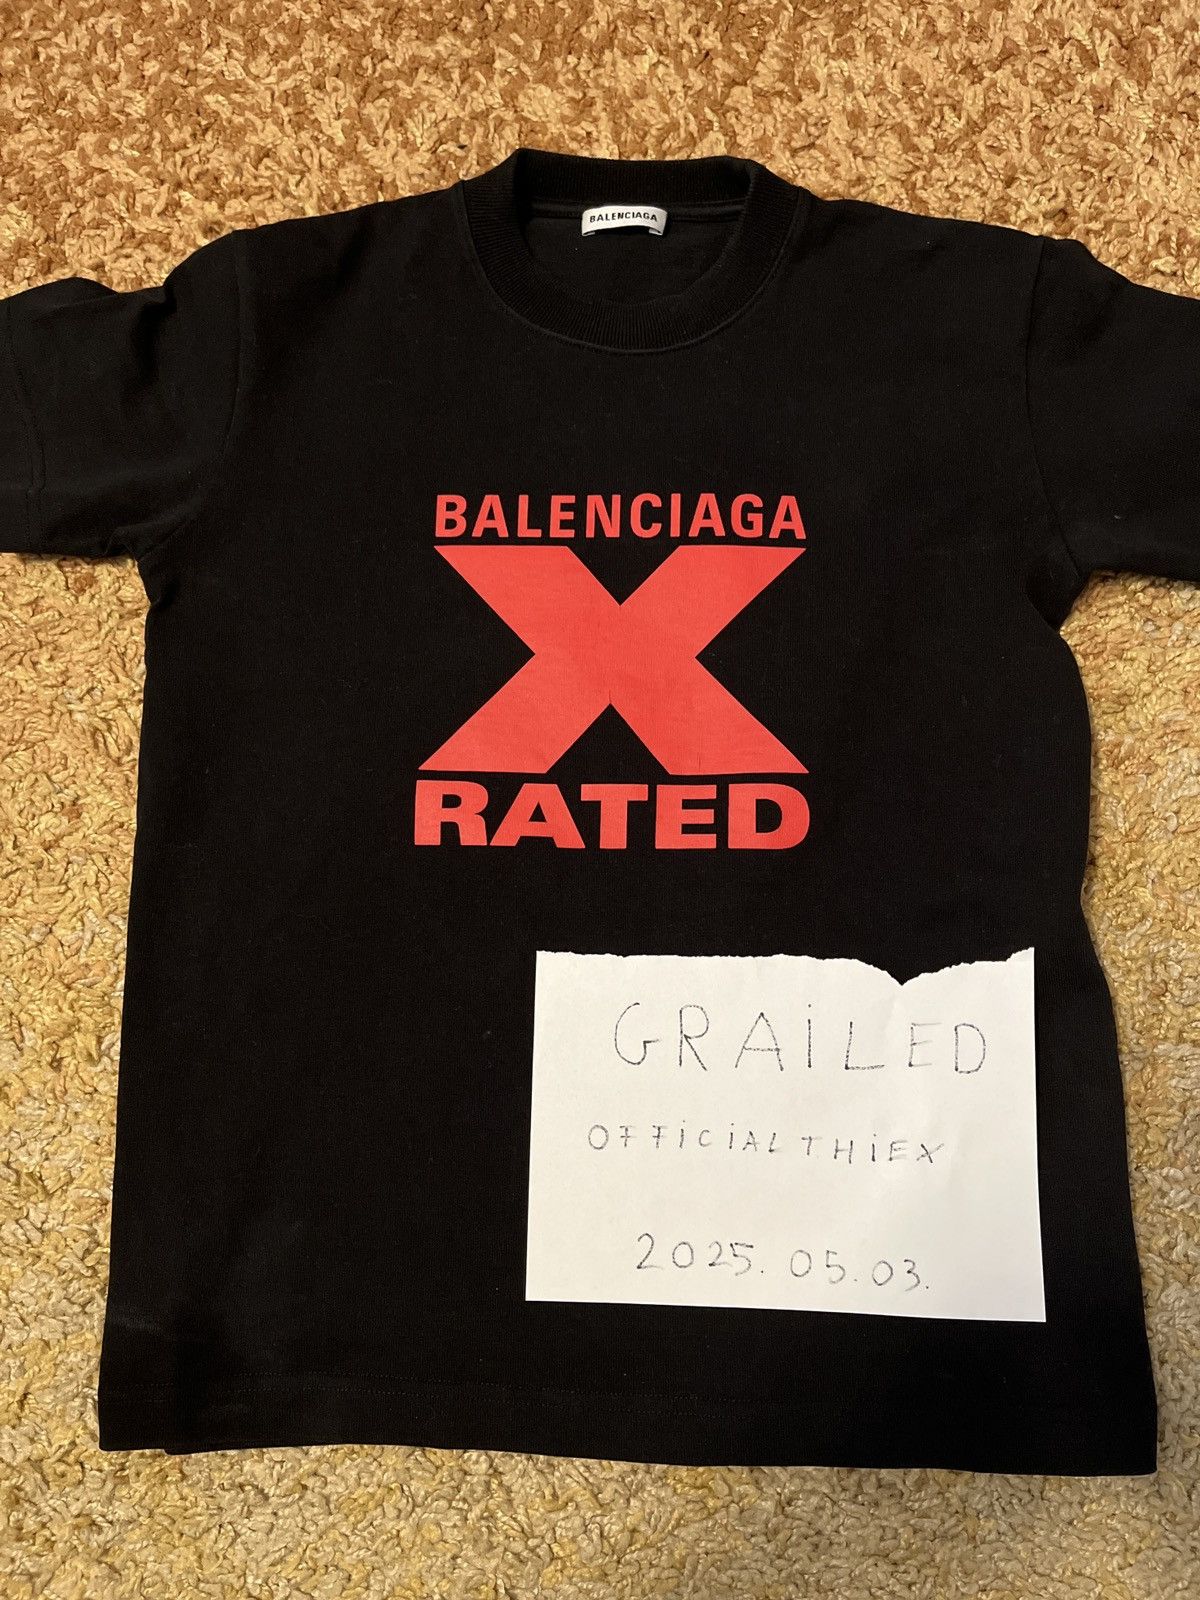 BALENCIAGA
BALENCIAGA
X
RATED
GRAiLED
OFFiCiALTHiEX
2025.05.03.